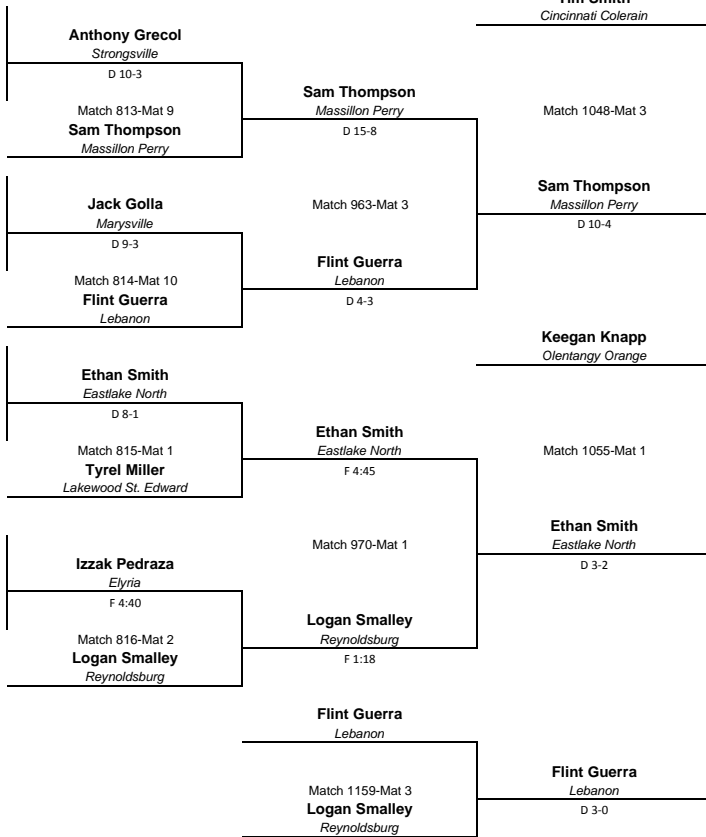 Tim Smith
Cincinnati Colerain
Anthony Grecol
Strongsville
D 10-3
Match 813-Mat 9
Sam Thompson
Massillon Perry
Sam Thompson
Massillon Perry
D 15-8
Match 1048-Mat 3
Jack Golla
Marysville
D 9-3
Match 814-Mat 10
Flint Guerra
Lebanon
Match 963-Mat 3
Flint Guerra
Lebanon
D 4-3
Sam Thompson
Massillon Perry
D 10-4
Keegan Knapp
Olentangy Orange
Ethan Smith
Eastlake North
D 8-1
Match 815-Mat 1
Tyrel Miller
Lakewood St. Edward
Ethan Smith
Eastlake North
F 4:45
Match 1055-Mat 1
Match 970-Mat 1
Ethan Smith
Eastlake North
D 3-2
Izzak Pedraza
Elyria
F 4:40
Match 816-Mat 2
Logan Smalley
Reynoldsburg
Logan Smalley
Reynoldsburg
F 1:18
Flint Guerra
Lebanon
Match 1159-Mat 3
Logan Smalley
Reynoldsburg
Flint Guerra
Lebanon
D 3-0